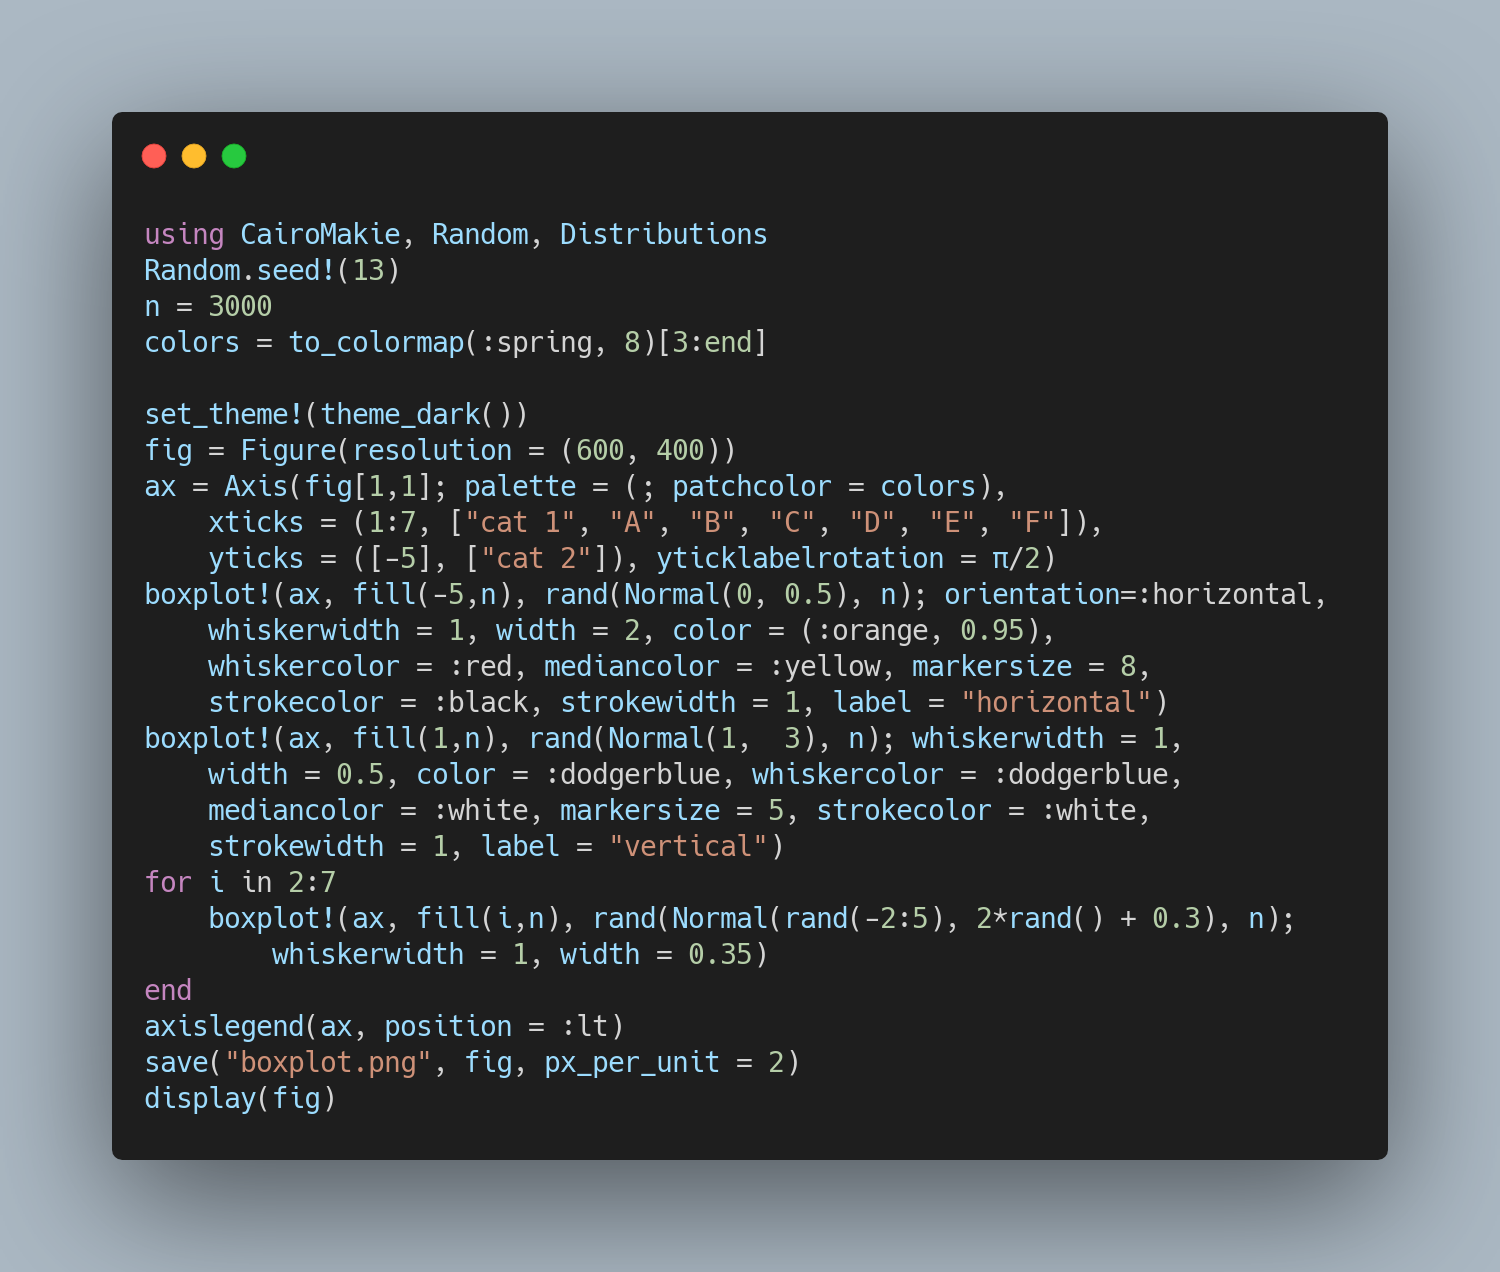 using CairoMakie, Random, Distributions
Random.seed!(13)
n = 3000
colors = to_colormap(:spring, 8)[3:end]

set_theme!(theme_dark())
fig = Figure(resolution = (600, 400))
ax = Axis(fig[1,1]; palette = (; patchcolor = colors),
    xticks = (1:7, ["cat 1", "A", "B", "C", "D", "E", "F"]),
    yticks = ([-5], ["cat 2"]), yticklabelrotation = π/2)
boxplot!(ax, fill(-5,n), rand(Normal(0, 0.5), n); orientation=:horizontal,
    whiskerwidth = 1, width = 2, color = (:orange, 0.95),
    whiskercolor = :red, mediancolor = :yellow, markersize = 8,
    strokecolor = :black, strokewidth = 1, label = "horizontal")
boxplot!(ax, fill(1,n), rand(Normal(1,  3), n); whiskerwidth = 1,
    width = 0.5, color = :dodgerblue, whiskercolor = :dodgerblue,
    mediancolor = :white, markersize = 5, strokecolor = :white,
    strokewidth = 1, label = "vertical")
for i in 2:7
    boxplot!(ax, fill(i,n), rand(Normal(rand(-2:5), 2*rand() + 0.3), n);
        whiskerwidth = 1, width = 0.35)
end
axislegend(ax, position = :lt)
save("boxplot.png", fig, px_per_unit = 2)
display(fig)